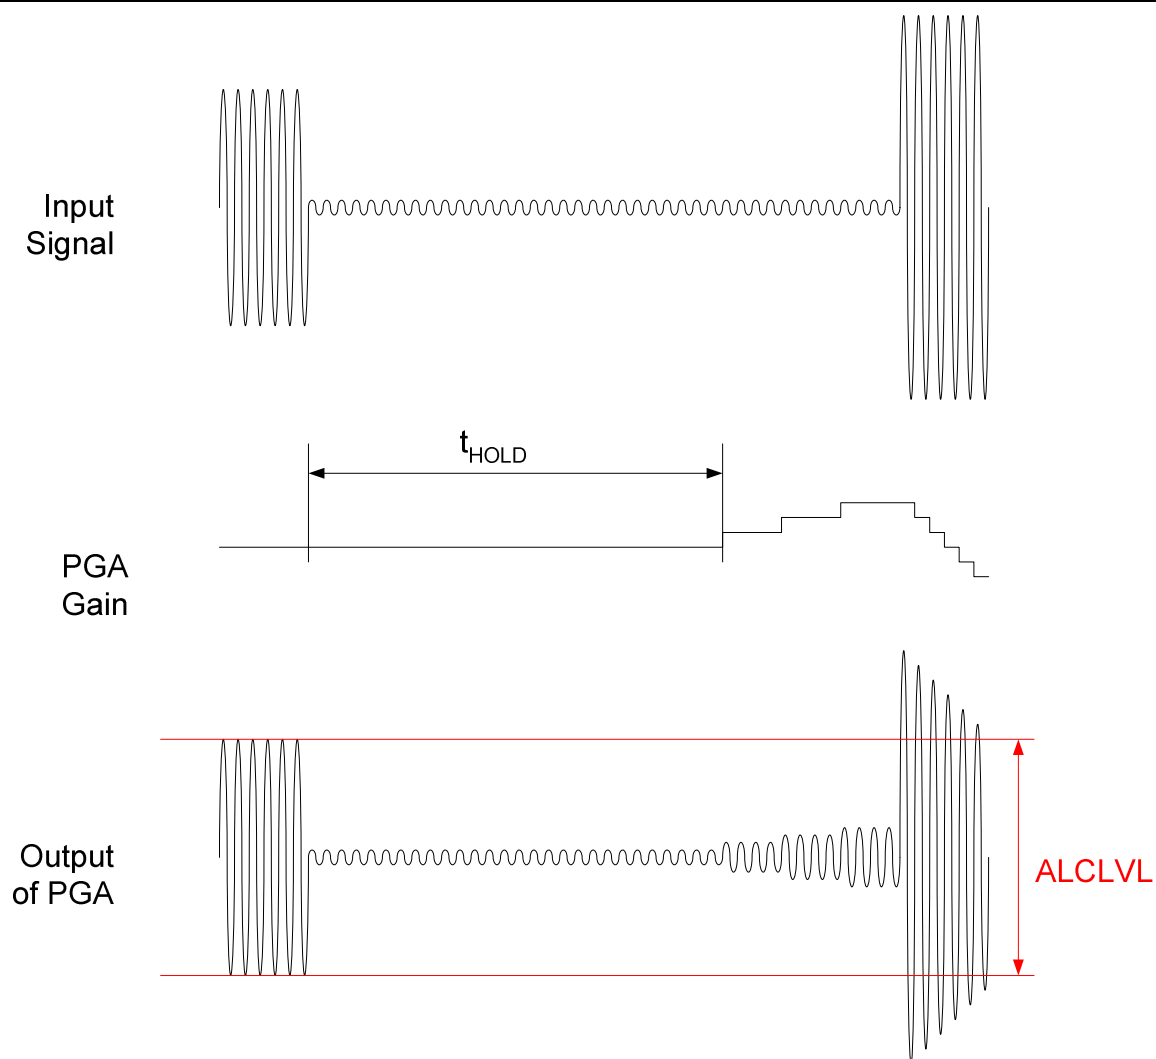 Input
Signal
tHOLD
PGA
Gain
Output
of PGA
ALCLVL